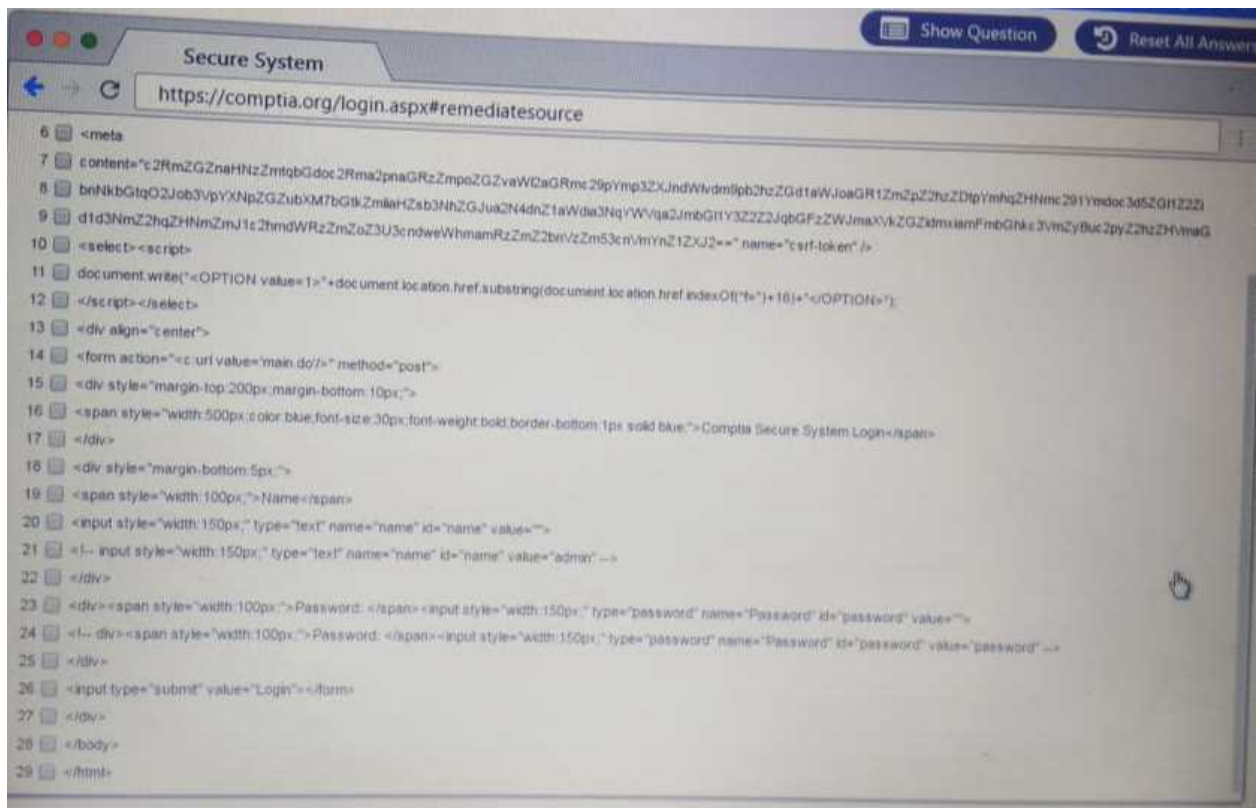 Show Question
Reset All Answers
Secure System
https://comptia.org/login.aspx#remediatesource
6 <meta
7
8
9 name="csrf-token" />
10 <select><script>
11 document.write("<OPTION value=1>"+document.location.href.substring(document.location.href.indexOf("f=")+16)+"</OPTION>");
12 </script></select>
13 <div align="center">
14 <form action="<c:url value='main.do'/>" method="post">
15 <div style="margin-top:200px;margin-bottom:10px;">
16 <span style="width:500px;color:blue;font-size:30px;font-weight:bold;border-bottom:1px solid blue;">Comptia Secure System Login</span>
17 </div>
18 <div style="margin-bottom:5px;">
19 <span style="width:100px;">Name</span>
20 <input style="width:150px;" type="text" name="name" id="name" value="">
21 <!-- input style="width:150px;" type="text" name="name" id="name" value="admin" -->
22 </div>
23 <div><span style="width:100px;">Password: </span><input style="width:150px;" type="password" name="Password" id="password" value="">
24 <!-- div><span style="width:100px;">Password: </span><input style="width:150px;" type="password" name="Password" id="password" value="password" -->
25 </div>
26 <input type="submit" value="Login"></form>
27 </div>
28 </body>
29 </html>